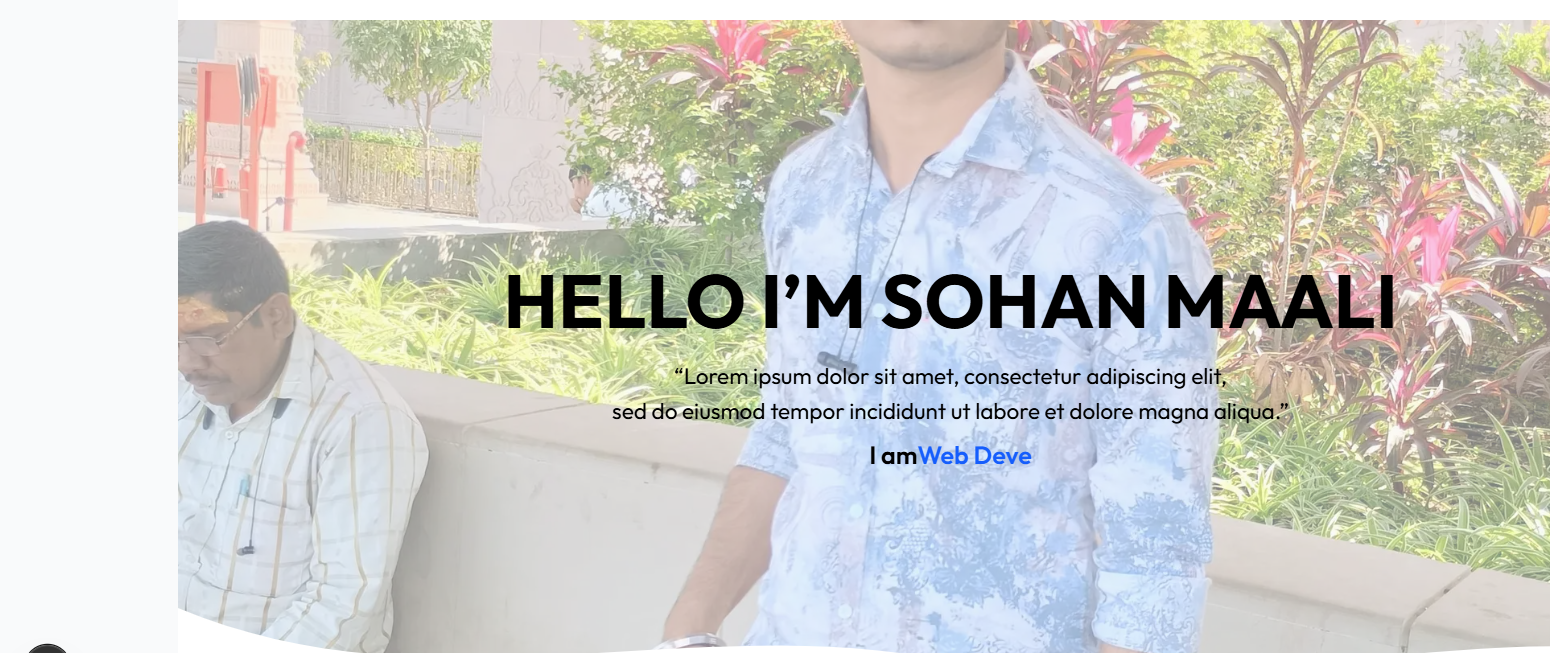 HELLO I’M SOHAN MAALI
“Lorem ipsum dolor sit amet, consectetur adipiscing elit,
sed do eiusmod tempor incididunt ut labore et dolore magna aliqua.”
I amWeb Deve